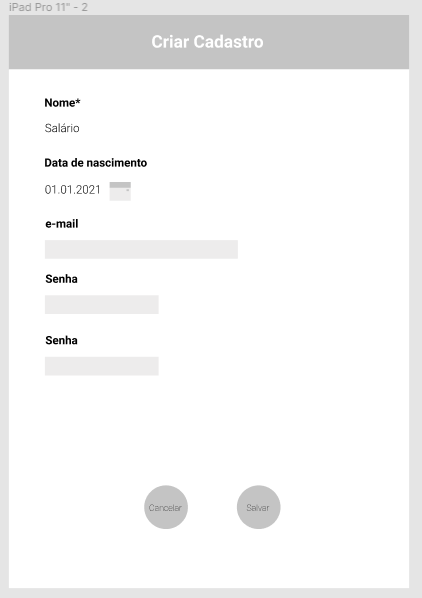 iPad Pro 11" - 2
Criar Cadastro
Nome*
Salário
Data de nascimento
01.01.2021
e-mail
Senha
Senha
Cancelar
Salvar